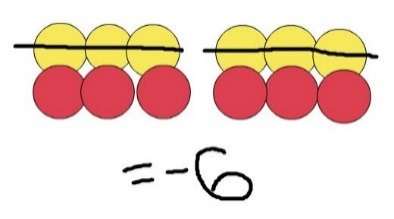 = -6